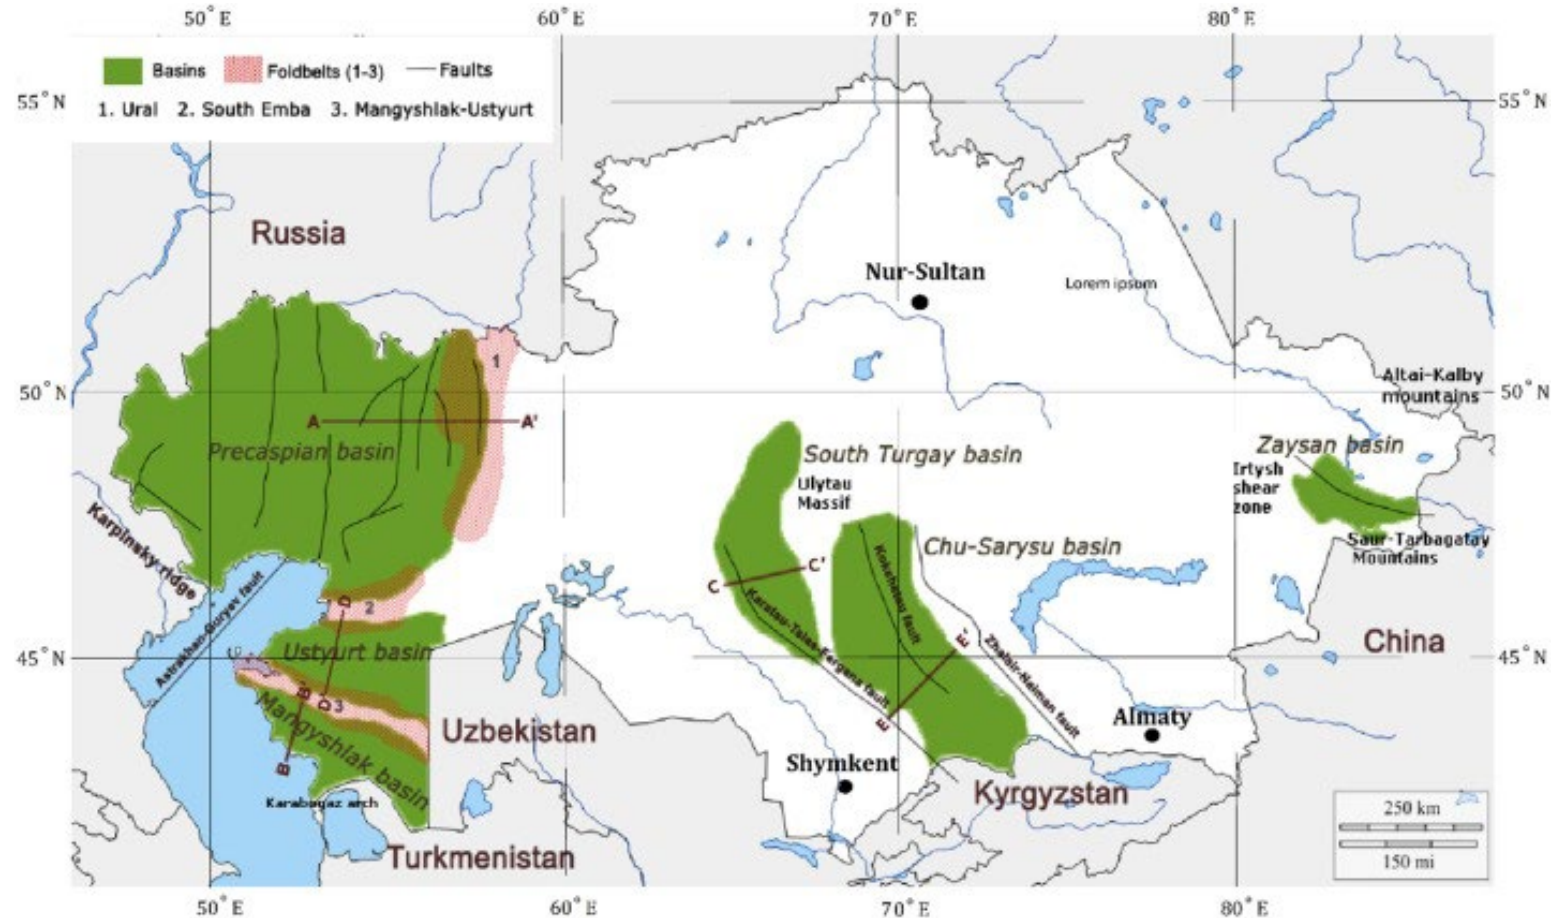 50°E 60°E 70°E 80°E
Basins Foldbelts (1-3) Faults
1. Ural 2. South Emba 3. Mangyshlak-Ustyurt
55°N 55°N
Russia
Nur-Sultan
Lorem ipsom
1
50°N 50°N
Altai-Kalby
mountains
A A'
Precaspian basin
South Turgay basin
Ulytau
Massif
Zaysan basin
Irtysh
shear
zone
Karpinsky ridge
Chu-Sarysu basin
Saur-Tarbagatay
Mountains
Kokshetau fault
C C'
Astrakhan-Guryev fault
D
2
Karatau-Talas-Fergana fault
E'
Zhalair-Naiman fault
China
Ustyurt basin
45°N 45°N
B'
D'
3
Mangyshlak basin
E
Uzbekistan
Almaty
B
Shymkent
Kyrgyzstan
Karabogaz arch
250 km
150 mi
Turkmenistan
50°E 60°E 70°E 80°E